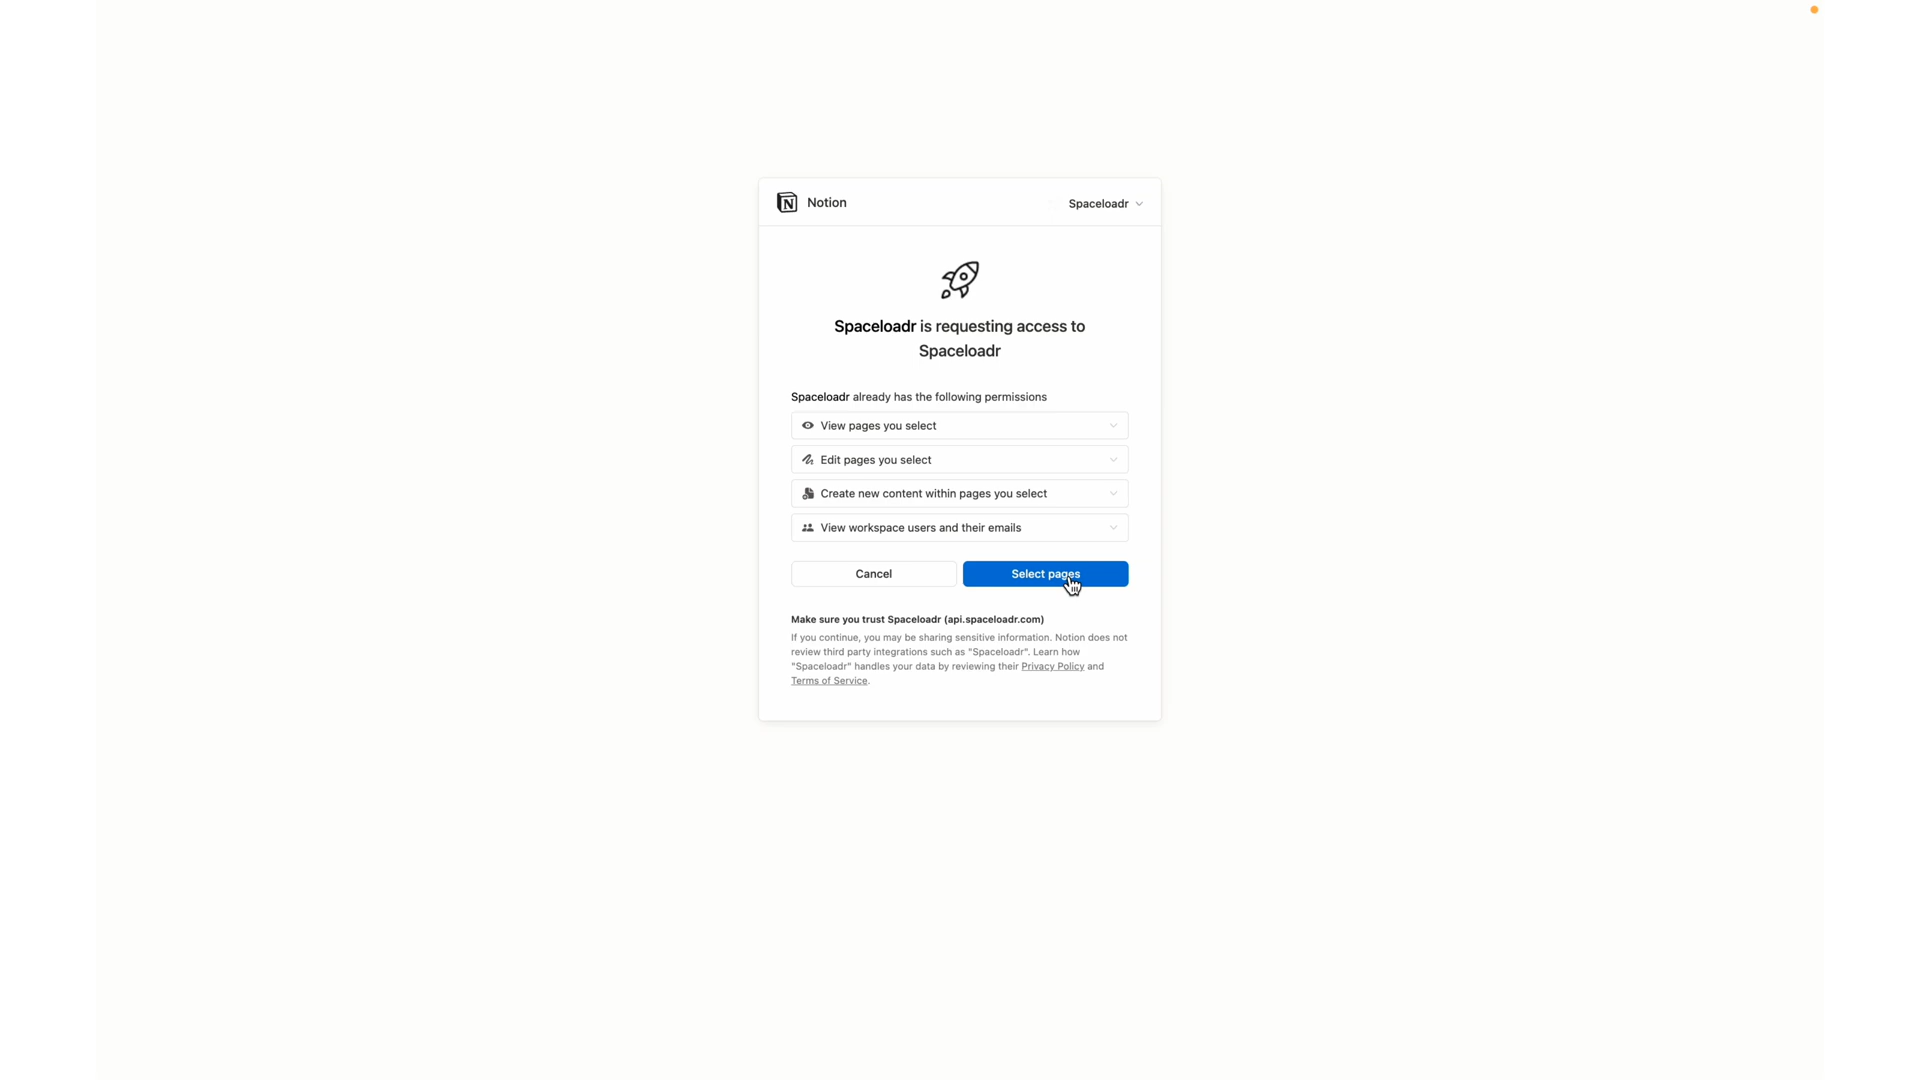 Notion
Spaceloadr
Spaceloadr is requesting access to
Spaceloadr
Spaceloadr already has the following permissions
View pages you select
Edit pages you select
Create new content within pages you select
View workspace users and their emails
Cancel
Select pages
Make sure you trust Spaceloadr (api.spaceloadr.com)
If you continue, you may be sharing sensitive information. Notion does not
review third party integrations such as "Spaceloadr". Learn how
"Spaceloadr" handles your data by reviewing their Privacy Policy and
Terms of Service.